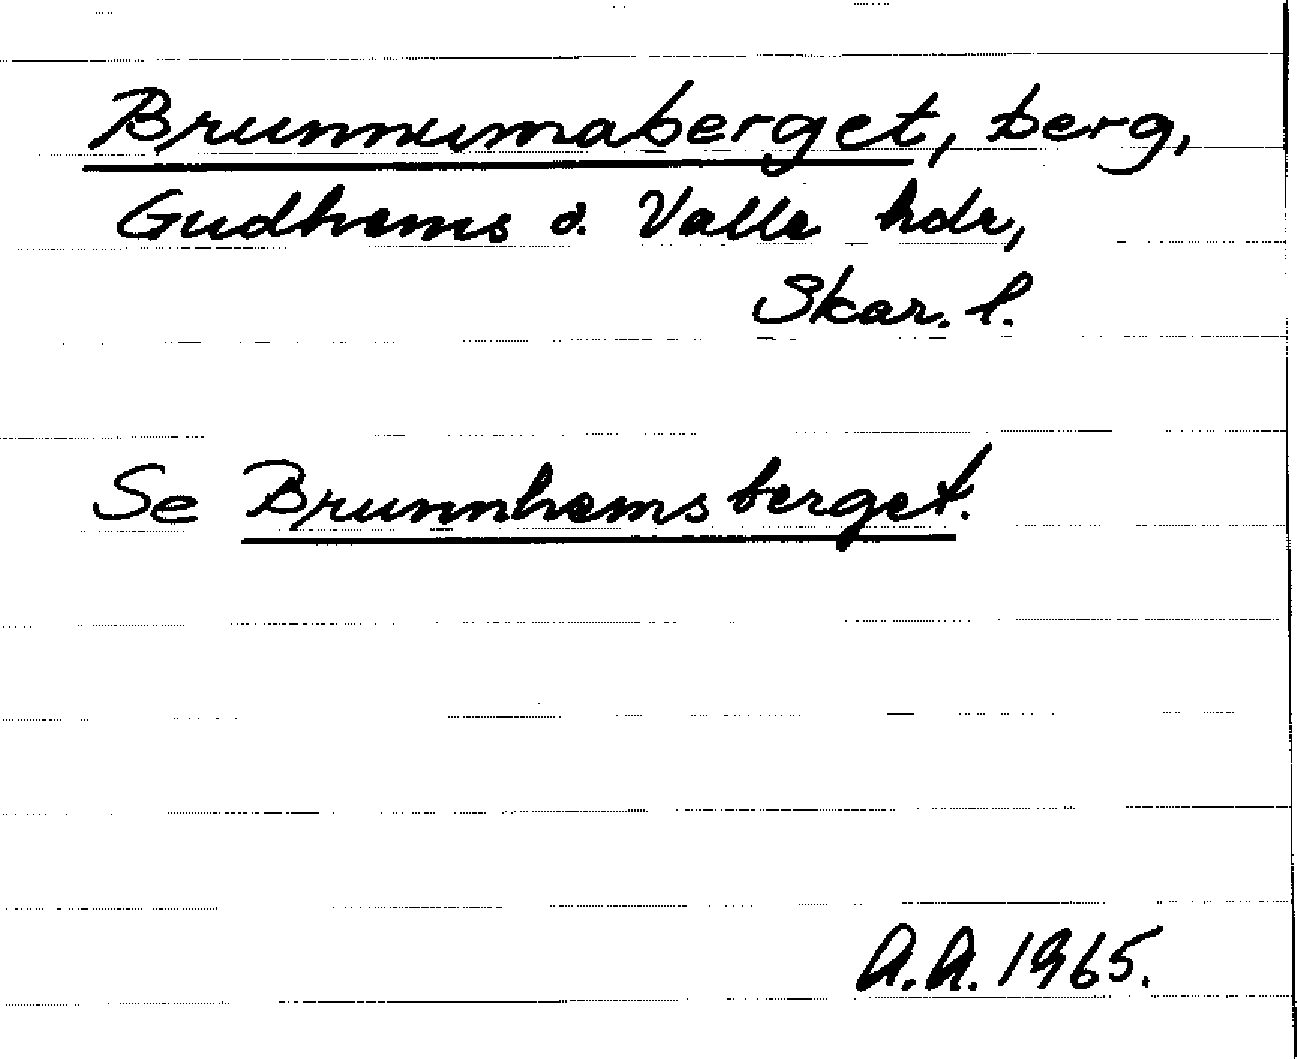 Brunnumaberget, berg,
Gudhems o. Valle hdr,
Skar. l.
Se Brunnhemsberget.
A.A. 1965.